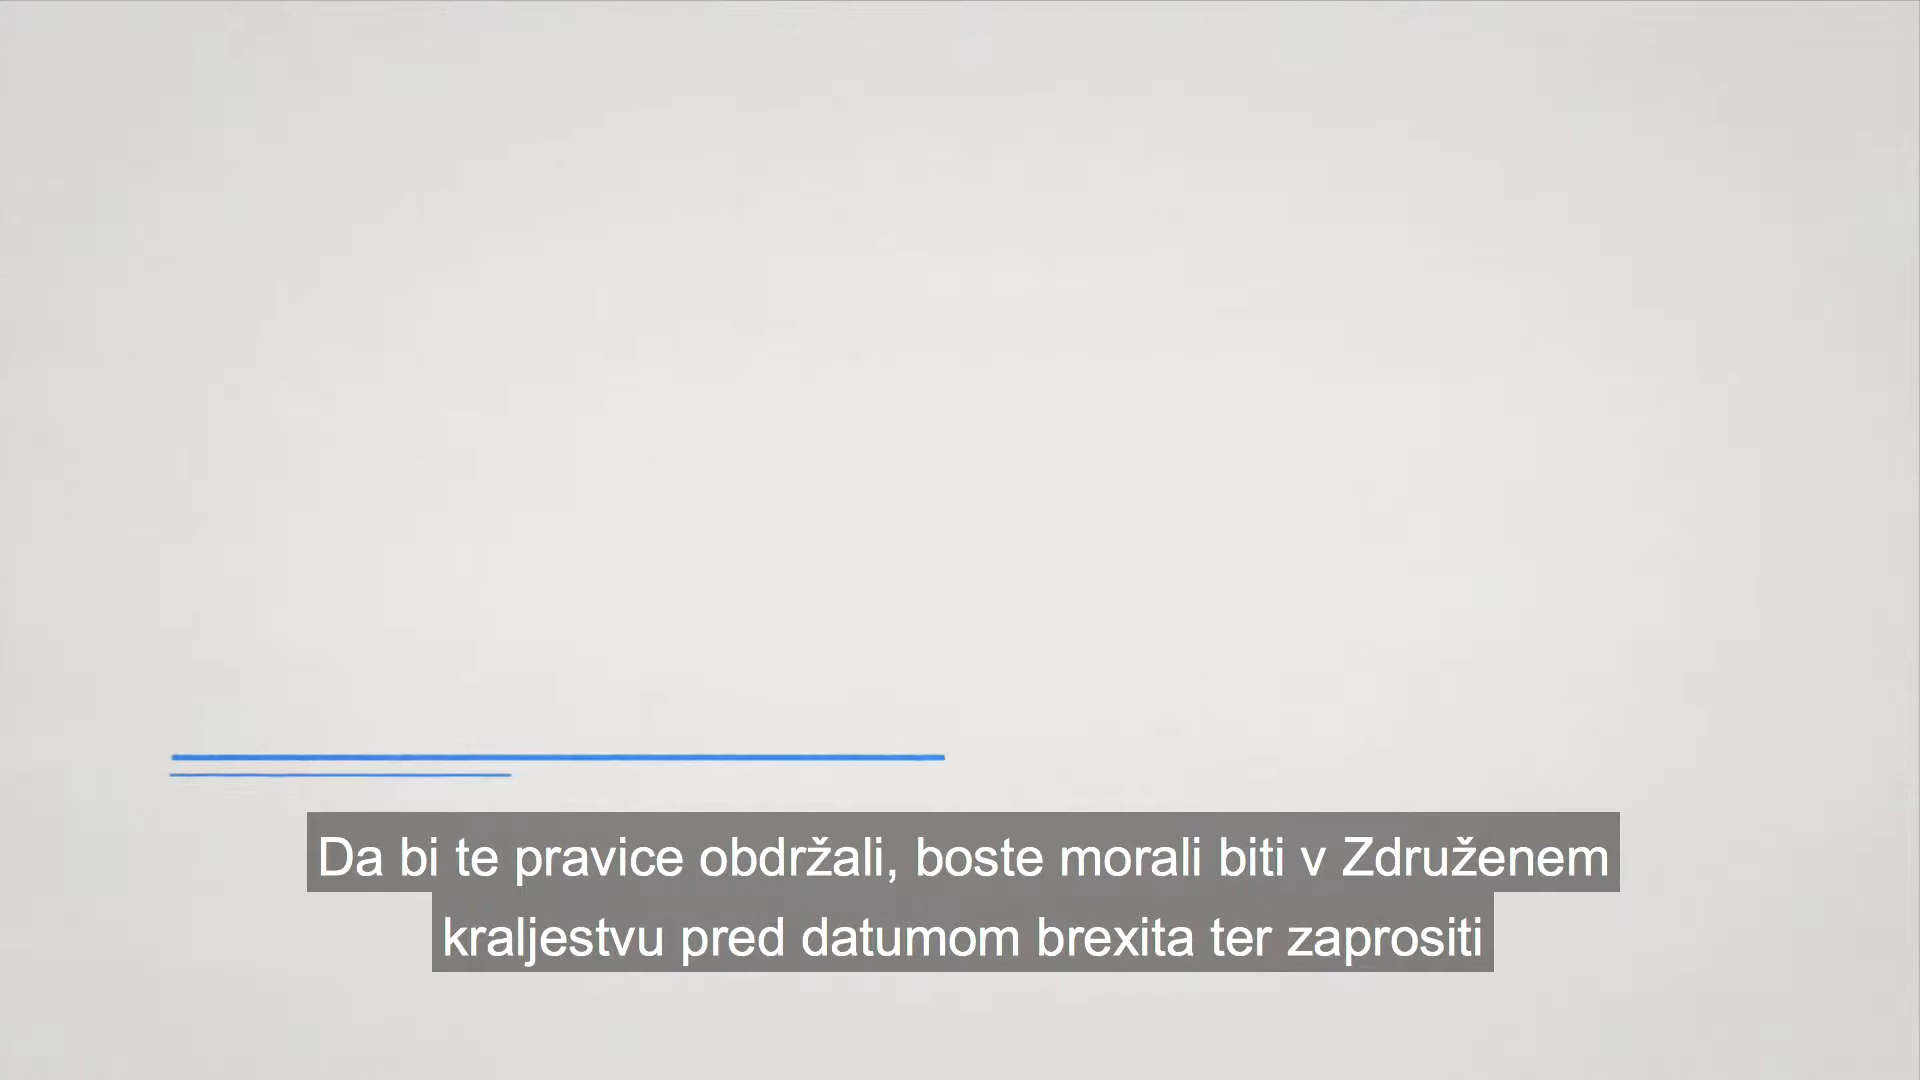 Da bi te pravice obdržali, boste morali biti v Združenem
kraljestvu pred datumom brexita ter zaprositi